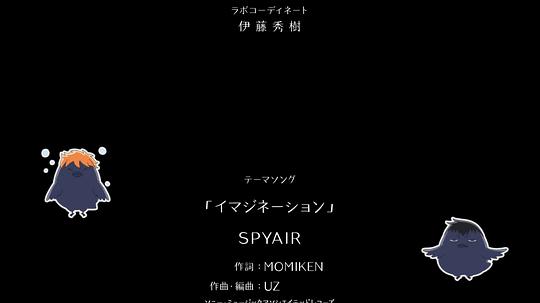 ラボコーディネート
伊藤秀樹
テーマソング
「イマジネーション」
SPYAIR
作詞：MOMIKEN
作曲・編曲：UZ